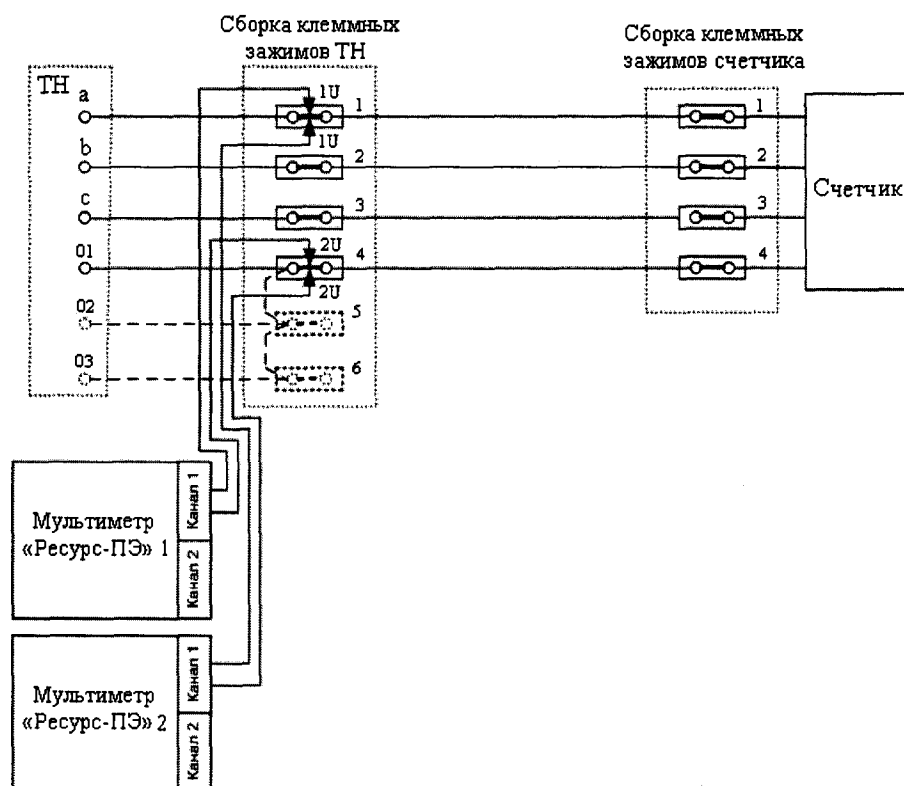 Сборка клеммных
зажимов ТН
Сборка клеммных
зажимов счетчика
ТН
a
1U
1
1
1U
b
2
2
Счетчик
c
3
3
01
2U
4
4
2U
02
5
03
6
Мультиметр
«Ресурс-ПЭ» 1
Канал 1
Канал 2
Мультиметр
«Ресурс-ПЭ» 2
Канал 1
Канал 2